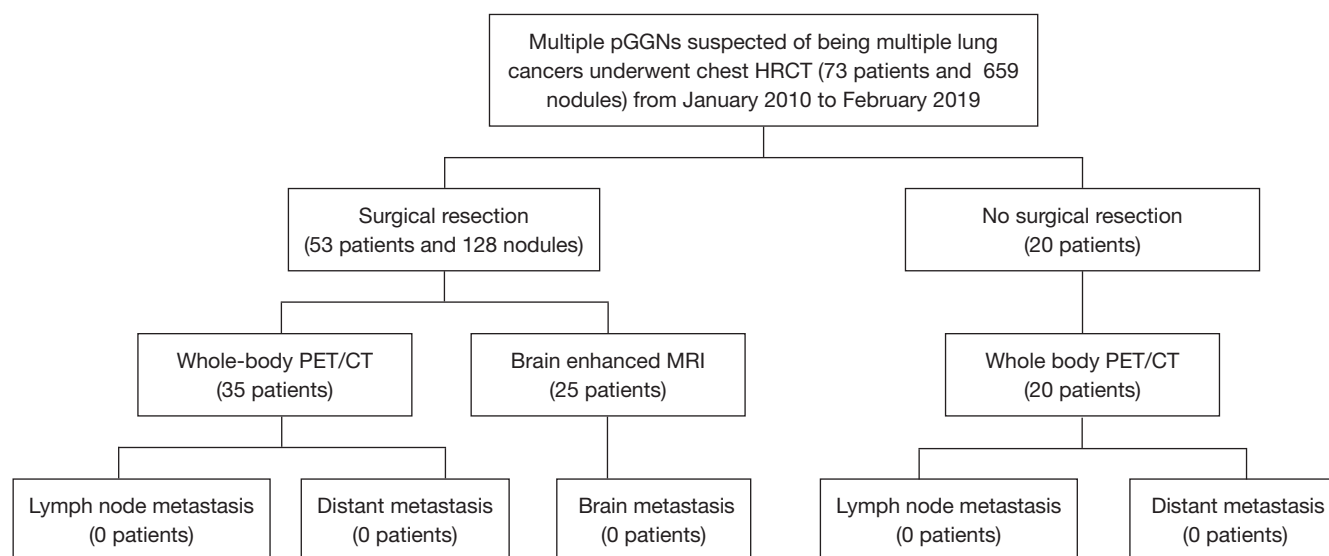 Multiple pGGNs suspected of being multiple lung
cancers underwent chest HRCT (73 patients and 659
nodules) from January 2010 to February 2019
Surgical resection
(53 patients and 128 nodules)
No surgical resection
(20 patients)
Whole-body PET/CT
(35 patients)
Brain enhanced MRI
(25 patients)
Whole body PET/CT
(20 patients)
Lymph node metastasis
(0 patients)
Distant metastasis
(0 patients)
Brain metastasis
(0 patients)
Lymph node metastasis
(0 patients)
Distant metastasis
(0 patients)